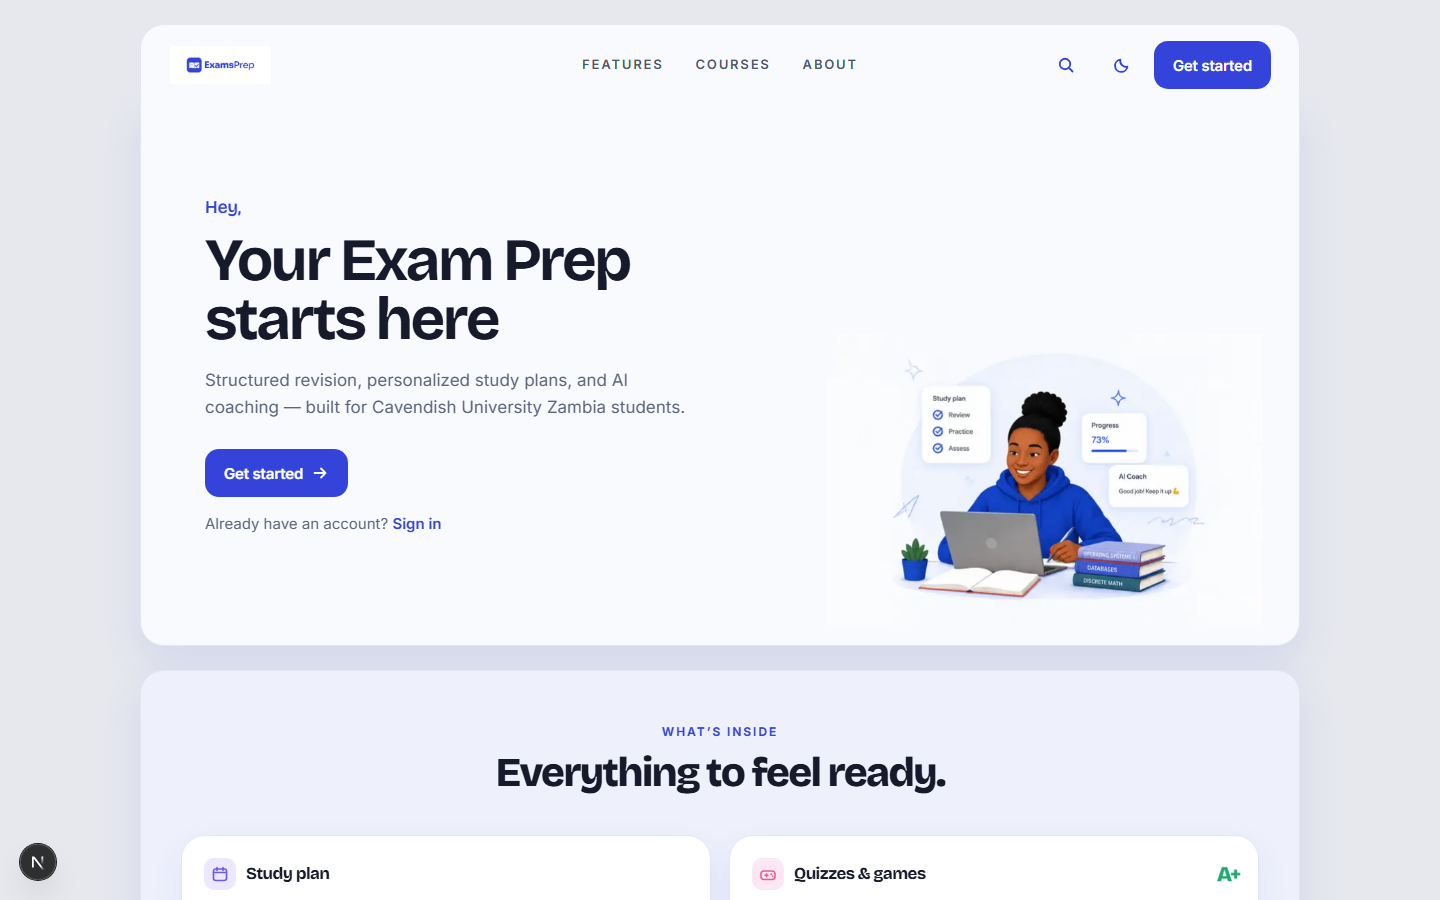 ExamsPrep
FEATURES
COURSES
ABOUT
Get started
Hey,
Your Exam Prep
starts here
Structured revision, personalized study plans, and AI
coaching — built for Cavendish University Zambia students.
Get started
Already have an account? Sign in
Study plan
Review
Practice
Assess
Progress
73%
AI Coach
Good job! Keep it up 💪
OPERATING SYSTEMS
DATABASES
DISCRETE MATH
WHAT'S INSIDE
Everything to feel ready.
Study plan
Quizzes & games
A+
N